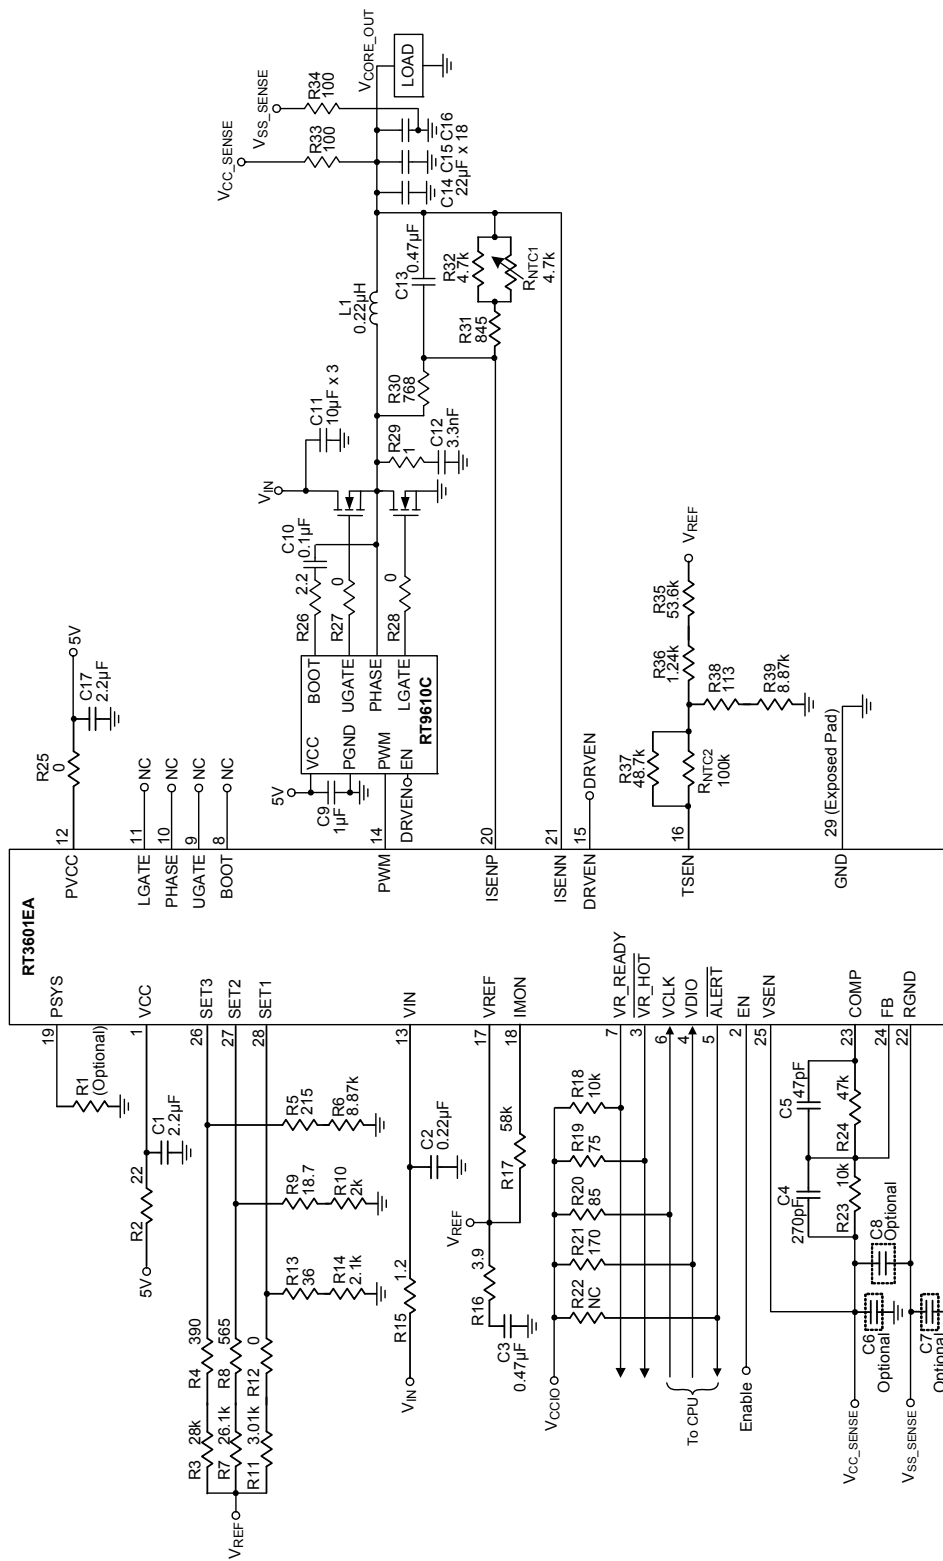 RT3601EA
PSYS
19
R1
(Optional)
VCC
1
R2
22
5V
C1
2.2µF
SET3
26
SET2
27
SET1
28
VREF
R3
28k
R4
390
R7
26.1k
R8
565
R11
3.01k
R12
0
R5
215
R6
8.87k
R9
18.7
R10
2k
R13
36
R14
2.1k
VIN
13
VIN
R15
1.2
C2
0.22µF
VREF
17
IMON
18
VREF
R16
3.9
R17
58k
C3
0.47µF
VCCIO
R18
10k
R19
75
R20
85
R21
170
R22
NC
VR_READY
7
VR_HOT
3
VCLK
6
VDIO
4
ALERT
5
To CPU
EN
2
Enable
VSEN
25
COMP
23
FB
24
RGND
22
C4
270pF
C5
47pF
R23
10k
R24
47k
C6
Optional
C7
Optional
C8
Optional
VCC_SENSE
VSS_SENSE
PVCC
12
R25
0
5V
C17
2.2µF
LGATE
11
NC
PHASE
10
NC
UGATE
9
NC
BOOT
8
NC
PWM
14
5V
C9
1µF
DRVEN
VCC
PGND
PWM
EN
BOOT
UGATE
PHASE
LGATE
RT9610C
R26
2.2
C10
0.1µF
R27
0
R28
0
VIN
C11
10µF x 3
R29
1
C12
3.3nF
R30
768
L1
0.22µH
C13
0.47µF
R31
845
R32
4.7k
RNTC1
4.7k
VCC_SENSE
R33
100
VSS_SENSE
R34
100
C14 C15 C16
22µF x 18
VCORE_OUT
LOAD
ISENP
20
ISENN
21
DRVEN
15
DRVEN
TSEN
16
R37
48.7k
RNTC2
100k
R36
1.24k
R35
53.6k
VREF
R38
113
R39
8.87k
GND
29 (Exposed Pad)